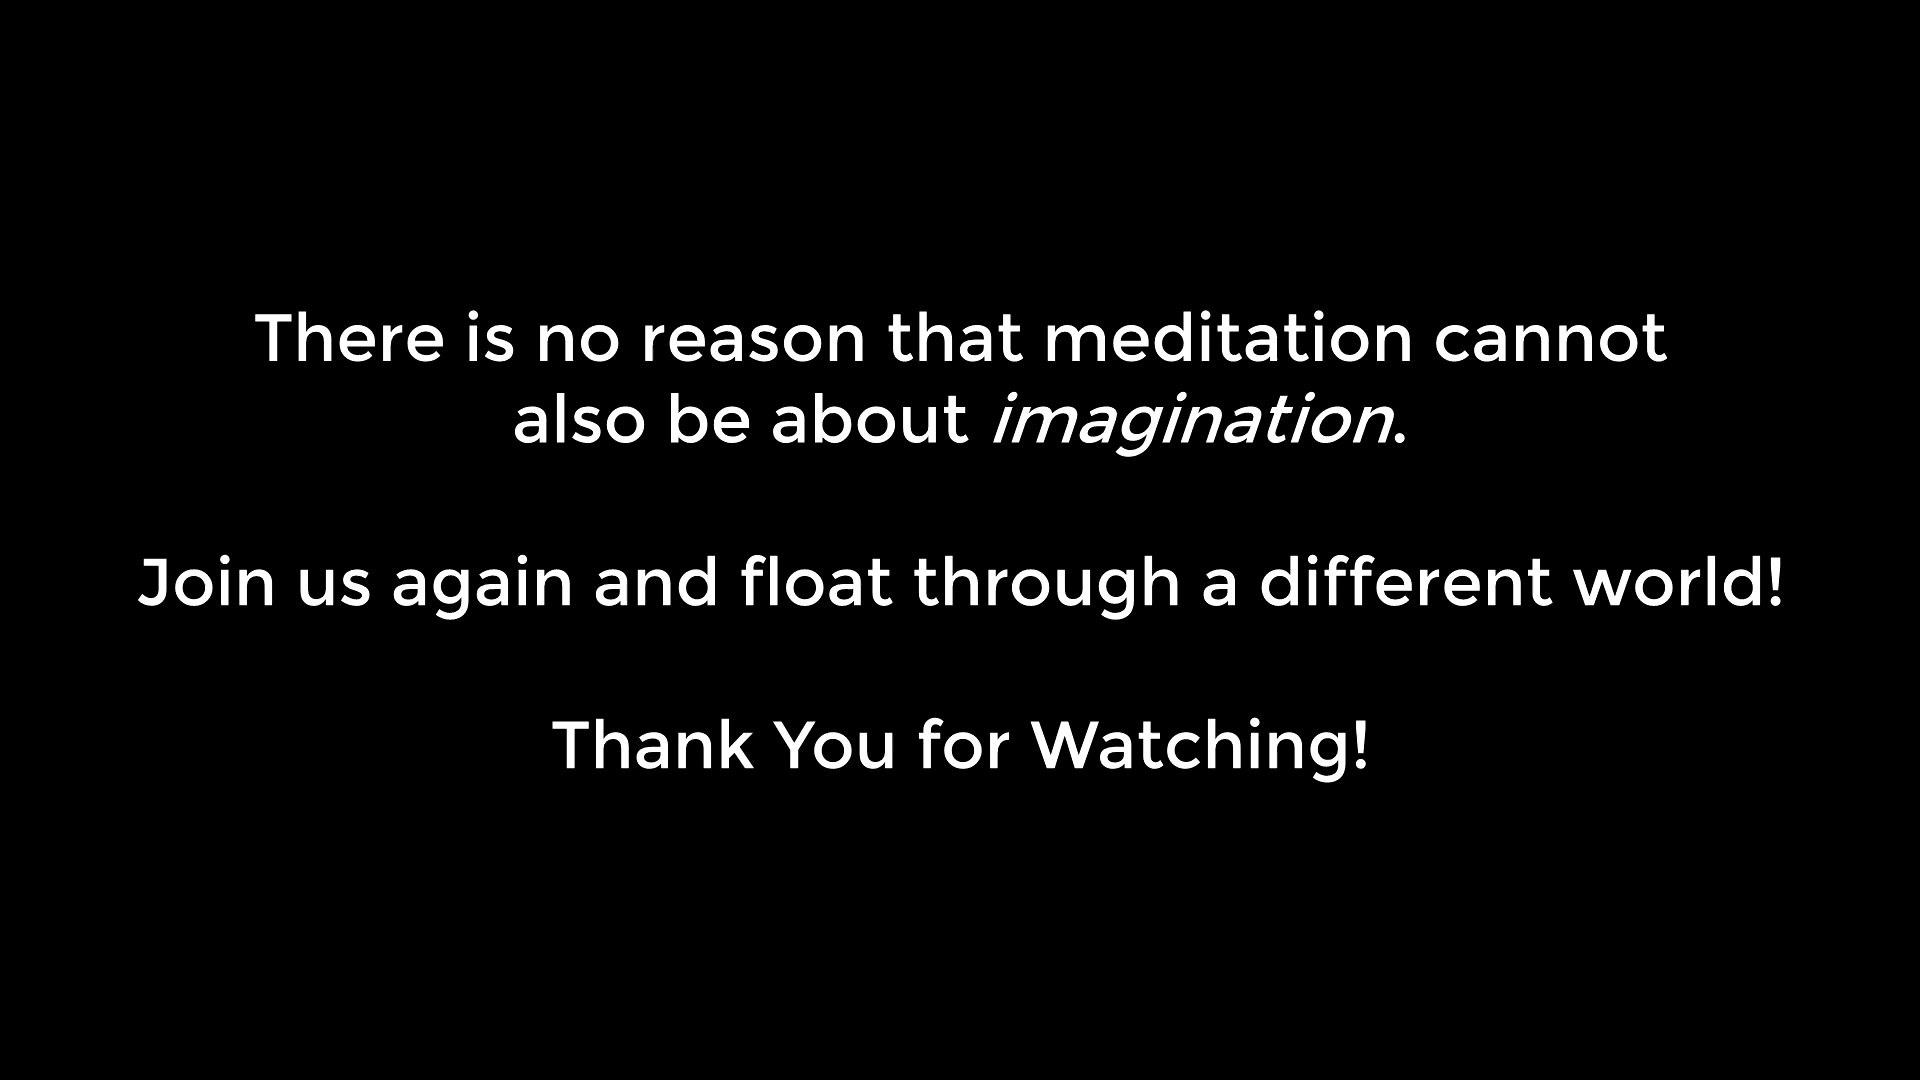 There is no reason that meditation cannot
also be about imagination.
Join us again and float through a different world!
Thank You for Watching!